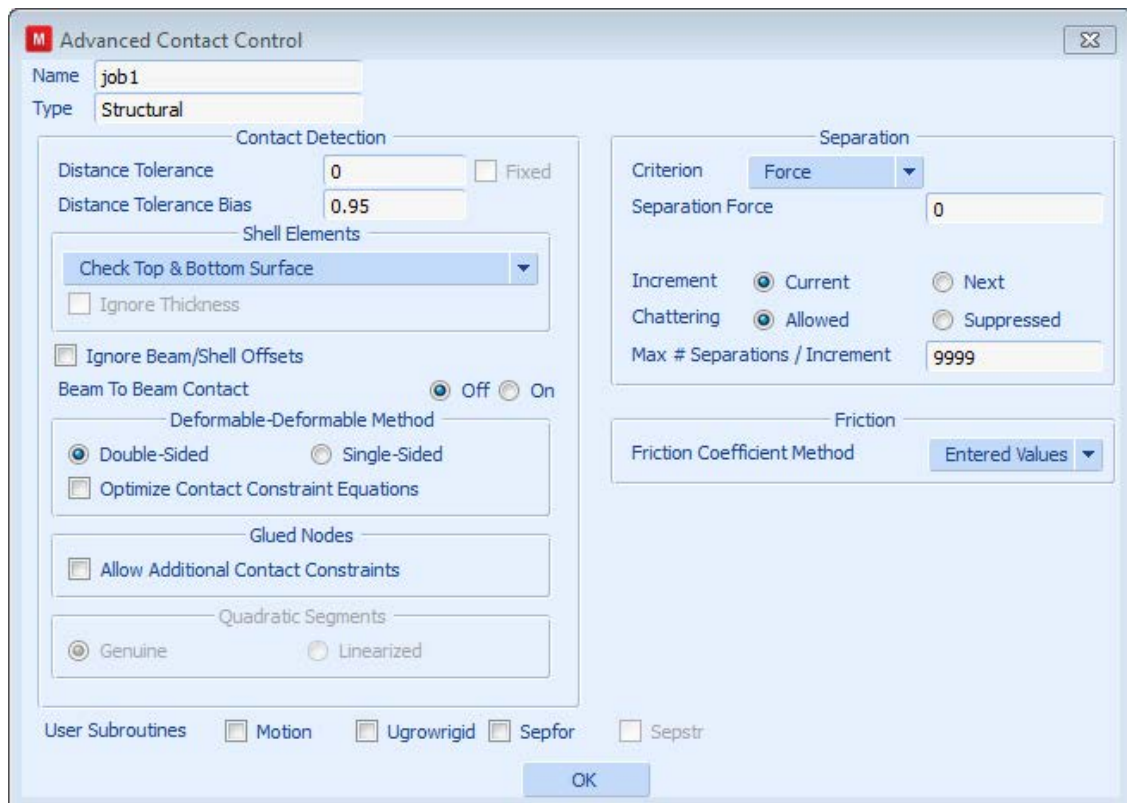 M Advanced Contact Control
Name job1
Type Structural
Contact Detection
Distance Tolerance 0 Fixed
Distance Tolerance Bias 0.95
Shell Elements
Check Top & Bottom Surface
Ignore Thickness
Ignore Beam/Shell Offsets
Beam To Beam Contact Off On
Deformable-Deformable Method
Double-Sided Single-Sided
Optimize Contact Constraint Equations
Glued Nodes
Allow Additional Contact Constraints
Quadratic Segments
Genuine Linearized
Separation
Criterion Force
Separation Force 0
Increment Current Next
Chattering Allowed Suppressed
Max # Separations / Increment 9999
Friction
Friction Coefficient Method Entered Values
User Subroutines Motion Ugrowrigid Sepfor Sepstr
OK